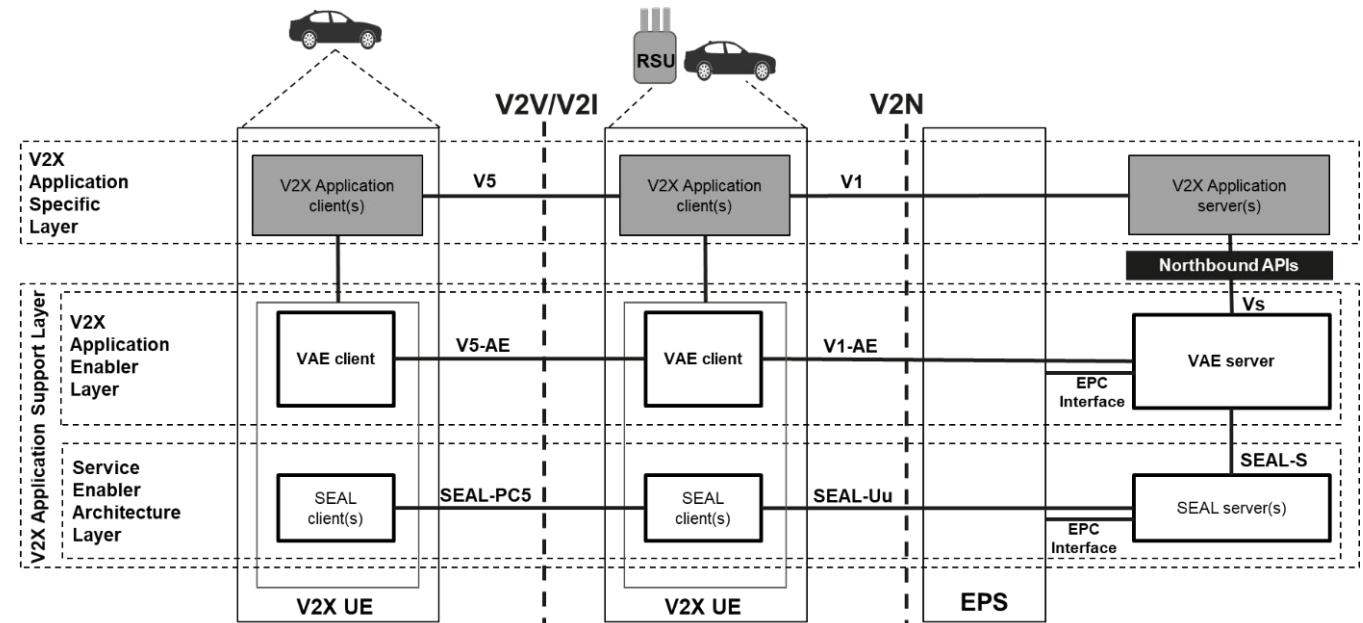 RSU
V2V/V2I
V2N
V2X
Application
Specific
Layer
V2X Application
client(s)
V5
V2X Application
client(s)
V1
V2X Application
server(s)
Northbound APIs
Vs
V2X Application Support Layer
V2X
Application
Enabler
Layer
VAE client
V5-AE
VAE client
V1-AE
VAE server
EPC
Interface
SEAL-S
Service
Enabler
Architecture
Layer
SEAL
client(s)
SEAL-PC5
SEAL
client(s)
SEAL-Uu
SEAL server(s)
EPC
Interface
V2X UE
V2X UE
EPS